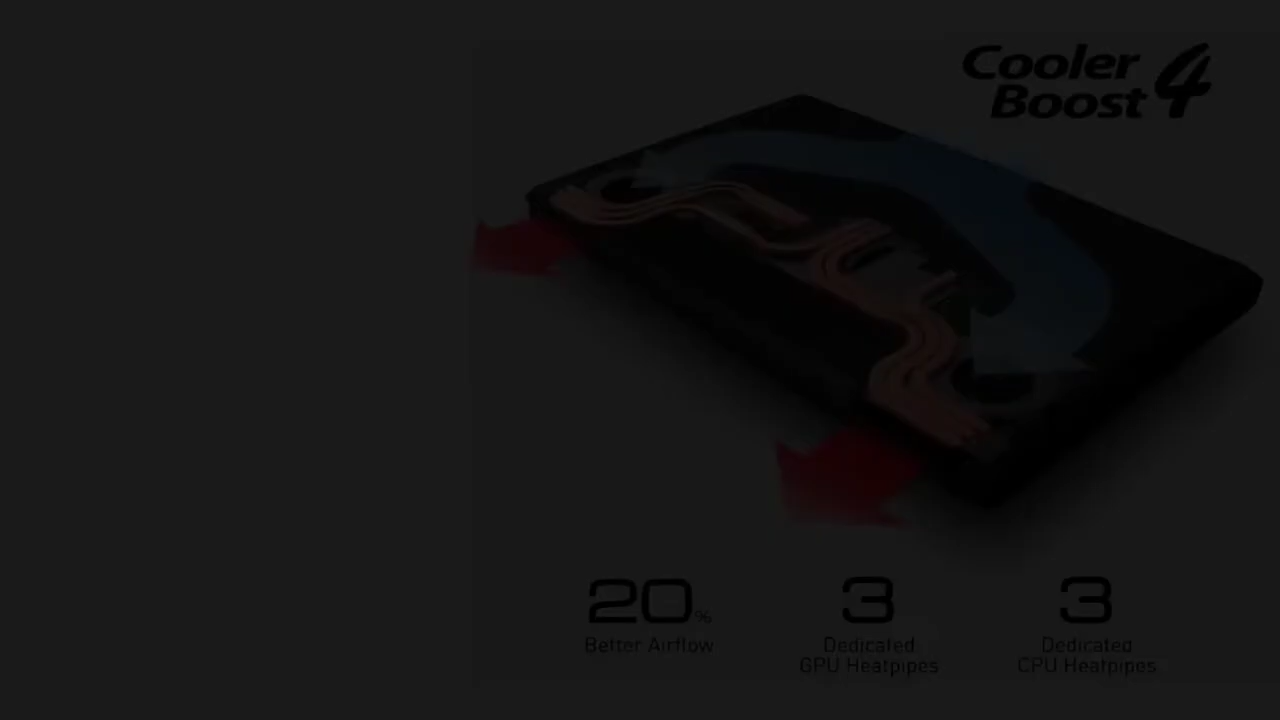 Cooler
Boost 4
20%
Better Airflow
3
Dedicated
GPU Heatpipes
3
Dedicated
CPU Heatpipes